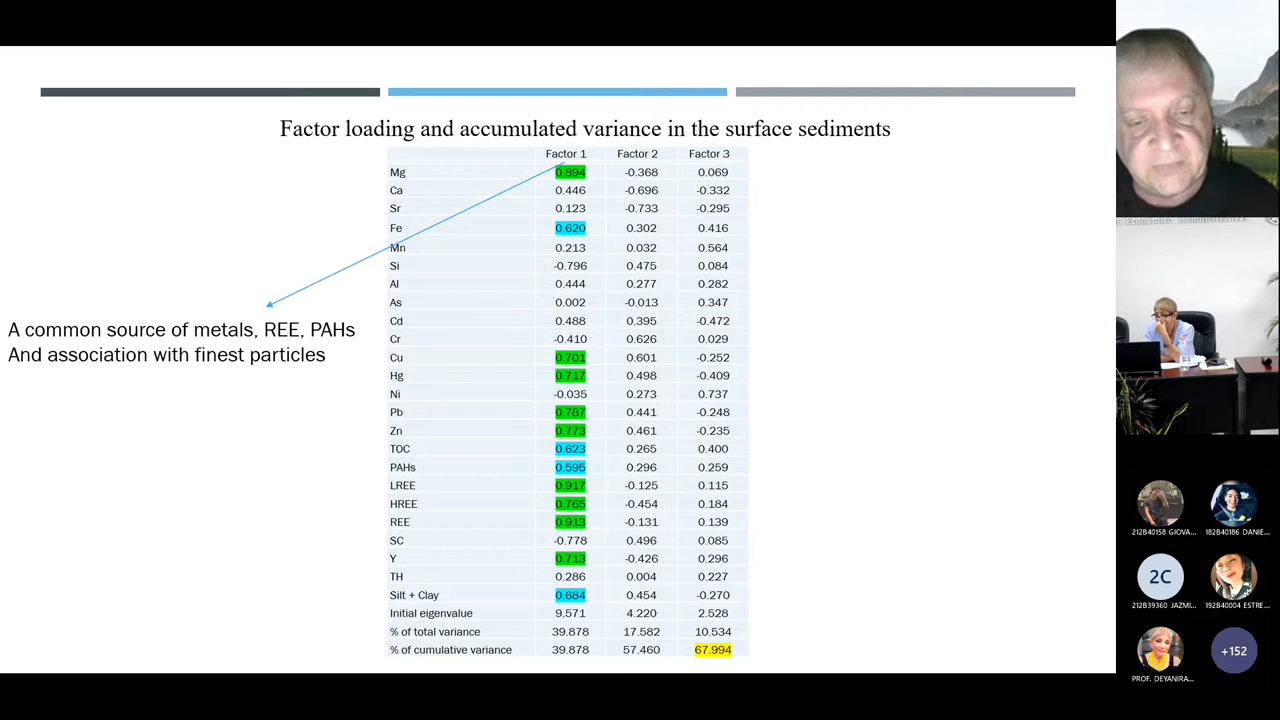 Factor loading and accumulated variance in the surface sediments
Factor 1 Factor 2 Factor 3
Mg 0.894 -0.368 0.069
Ca 0.446 -0.696 -0.332
Sr 0.123 -0.733 -0.295
Fe 0.620 0.302 0.416
Mn 0.213 0.032 0.564
Si -0.796 0.475 0.084
Al 0.444 0.277 0.282
As 0.002 -0.013 0.347
Cd 0.488 0.395 -0.472
Cr -0.410 0.626 0.029
Cu 0.701 0.601 -0.252
Hg 0.717 0.498 -0.409
Ni -0.035 0.273 0.737
Pb 0.787 0.441 -0.248
Zn 0.773 0.461 -0.235
TOC 0.623 0.265 0.400
PAHs 0.595 0.296 0.259
LREE 0.917 -0.125 0.115
HREE 0.765 -0.454 0.184
REE 0.913 -0.131 0.139
SC -0.778 0.496 0.085
Y 0.713 -0.426 0.296
TH 0.286 0.004 0.227
Silt + Clay 0.684 0.454 -0.270
Initial eigenvalue 9.571 4.220 2.528
% of total variance 39.878 17.582 10.534
% of cumulative variance 39.878 57.460 67.994
A common source of metals, REE, PAHs
And association with finest particles
Económico Administrativas
212B40158 GIOVA...
182B40186 DANIE...
2C
212B39360 JAZMI...
192B40004 ESTRE...
PROF. DEYANIRA...
+152